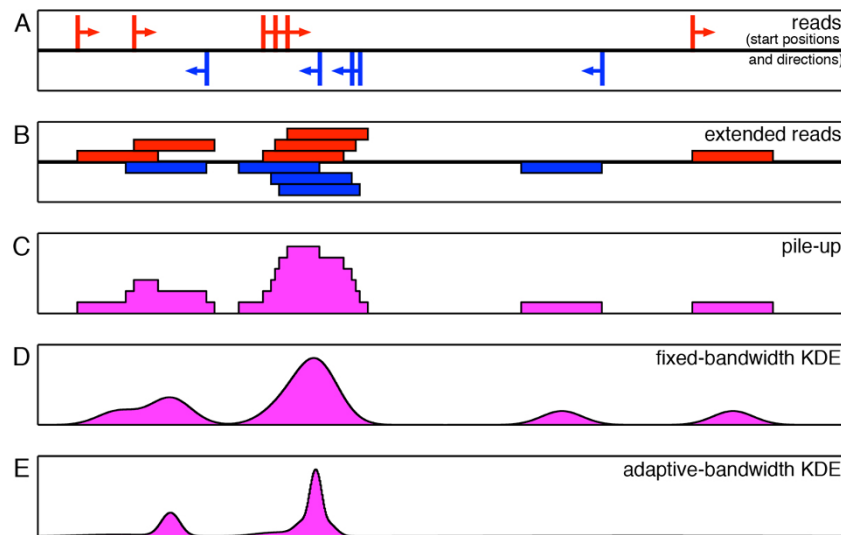 A
reads
(start positions
and directions)
B
extended reads
C
pile-up
D
fixed-bandwidth KDE
E
adaptive-bandwidth KDE